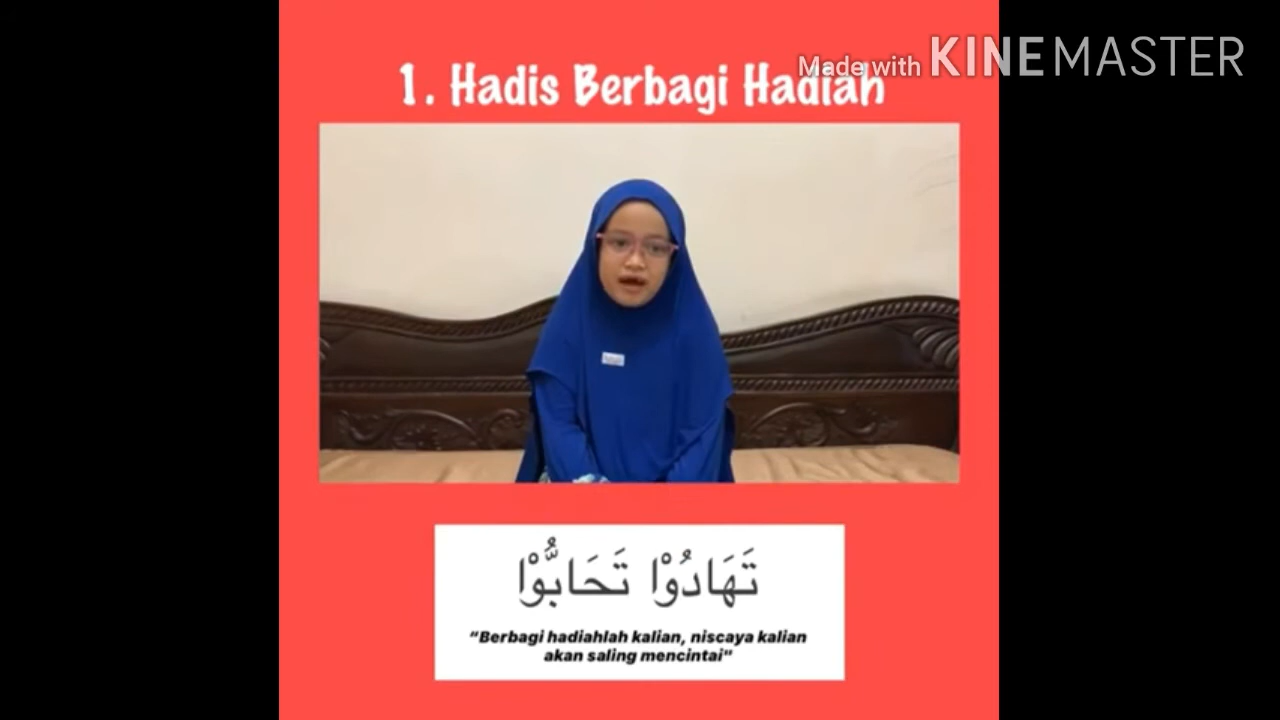 Made with KINEMASTER
1. Hadis Berbagi Hadiah
تَهَادُوْا تَحَابُّوْا
“Berbagi hadiahlah kalian, niscaya kalian
akan saling mencintai"